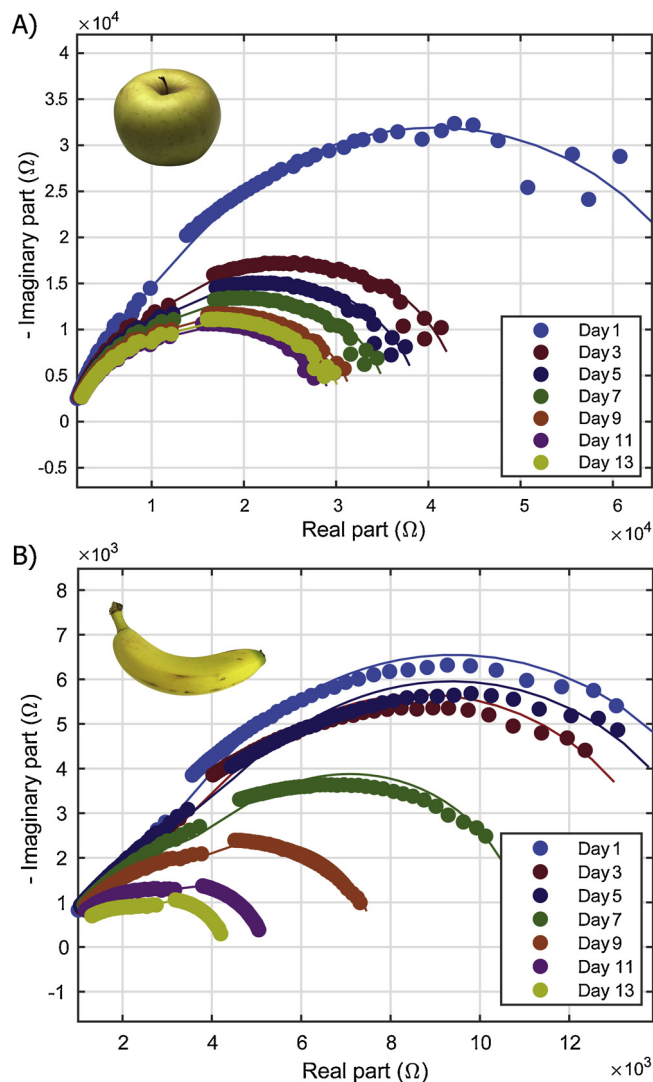 A)
×10⁴
4
3.5
3
2.5
2
1.5
1
0.5
0
-0.5
- Imaginary part (Ω)
Day 1
Day 3
Day 5
Day 7
Day 9
Day 11
Day 13
1 2 3 4 5 6
Real part (Ω)
×10⁴
B)
×10³
8
7
6
5
4
3
2
1
0
-1
- Imaginary part (Ω)
Day 1
Day 3
Day 5
Day 7
Day 9
Day 11
Day 13
2 4 6 8 10 12
Real part (Ω)
×10³